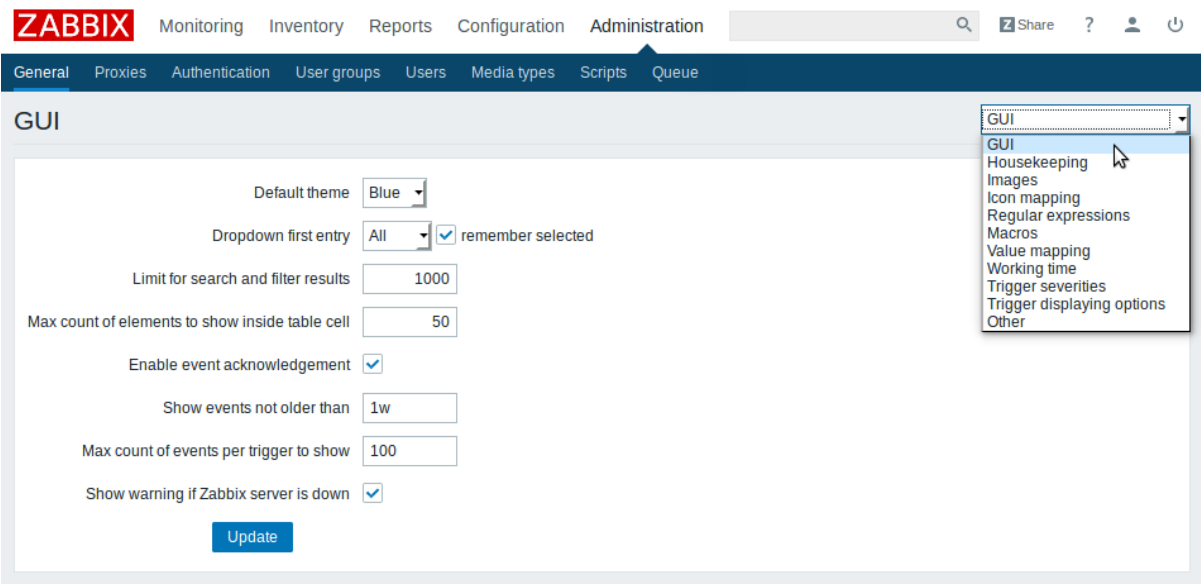 ZABBIX Monitoring Inventory Reports Configuration Administration Z Share ?
General Proxies Authentication User groups Users Media types Scripts Queue
GUI GUI
GUI
Housekeeping
Images
Icon mapping
Regular expressions
Macros
Value mapping
Working time
Trigger severities
Trigger displaying options
Other
Default theme Blue
Dropdown first entry All remember selected
Limit for search and filter results 1000
Max count of elements to show inside table cell 50
Enable event acknowledgement
Show events not older than 1w
Max count of events per trigger to show 100
Show warning if Zabbix server is down
Update